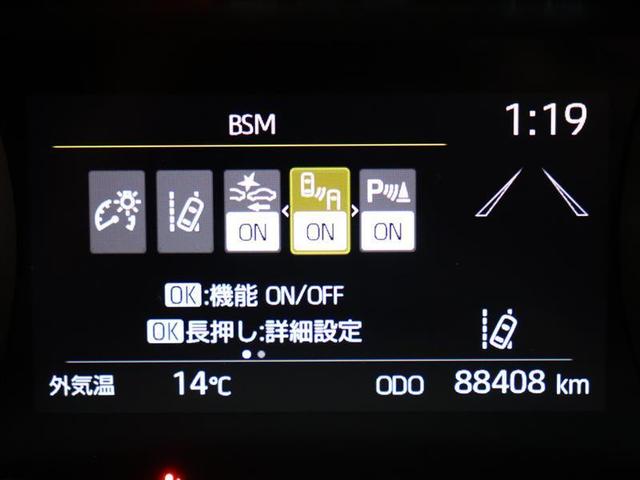 BSM
1:19
ON ON P ON
OK:機能 ON/OFF
OK長押し:詳細設定
外気温 14℃ ODO 88408 km